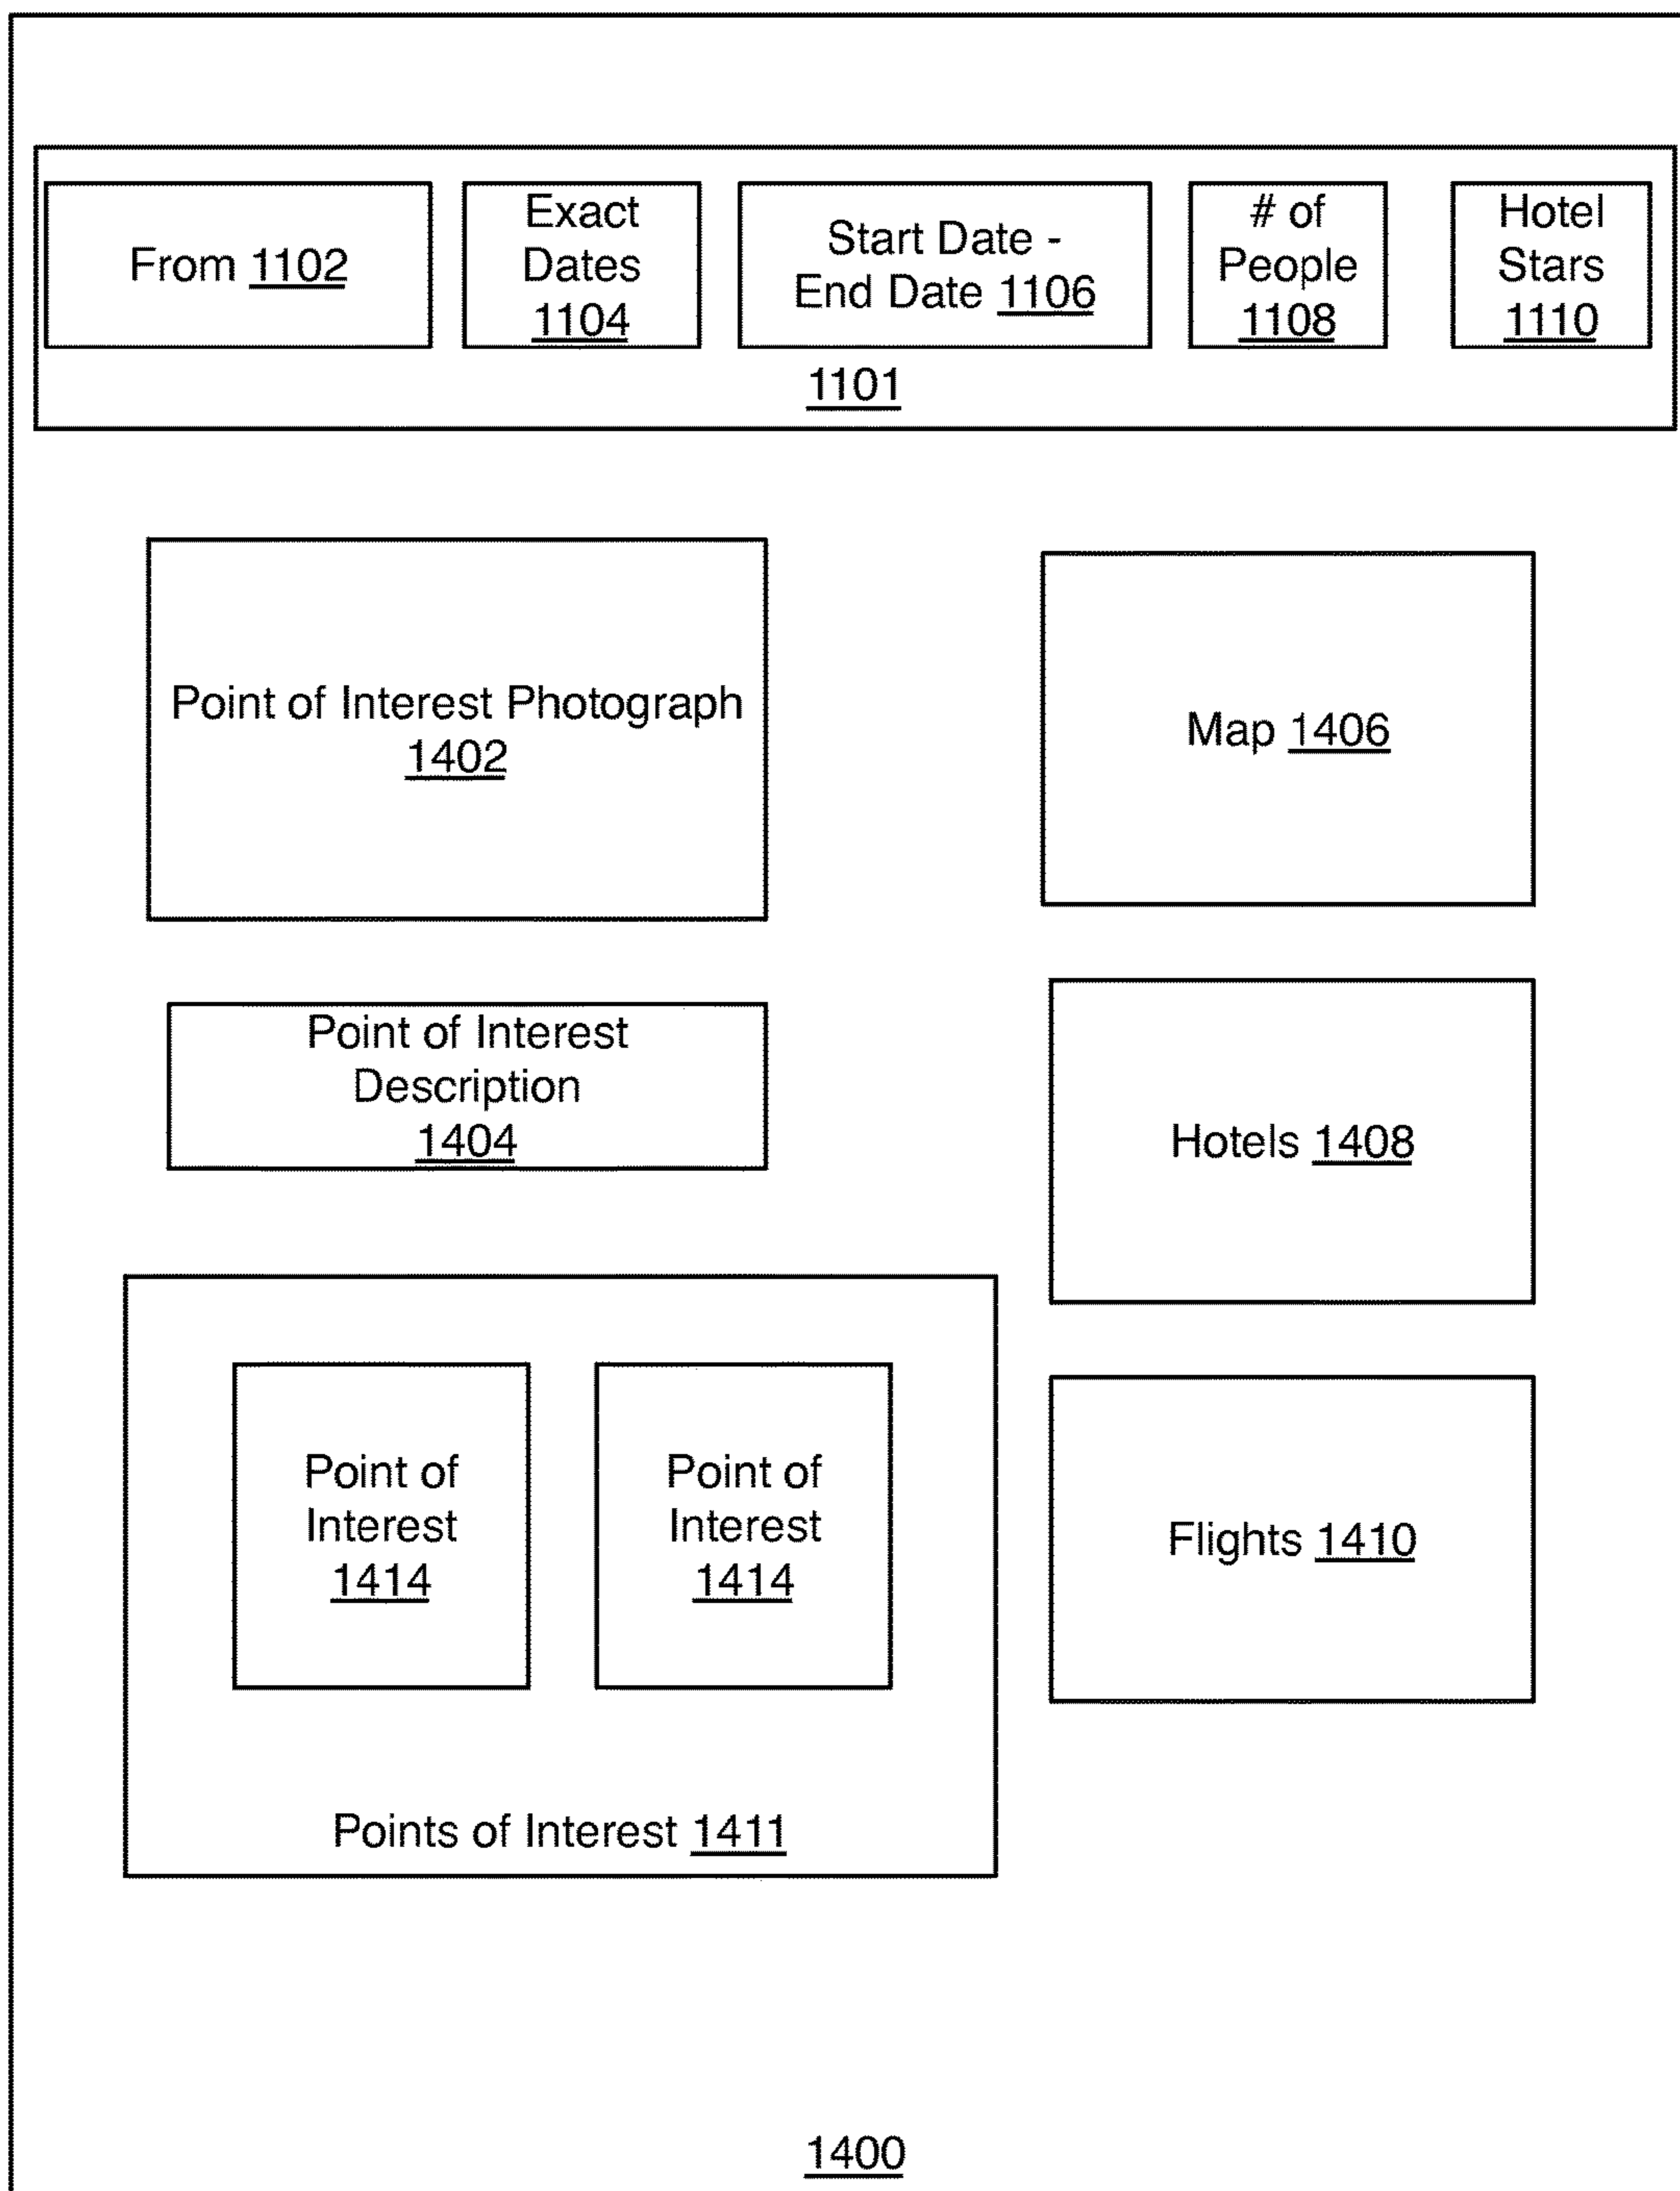 From 1102
Exact
Dates
1104
Start Date -
End Date 1106
# of
People
1108
Hotel
Stars
1110
1101
Point of Interest Photograph
1402
Map 1406
Point of Interest
Description
1404
Hotels 1408
Point of
Interest
1414
Point of
Interest
1414
Points of Interest 1411
Flights 1410
1400